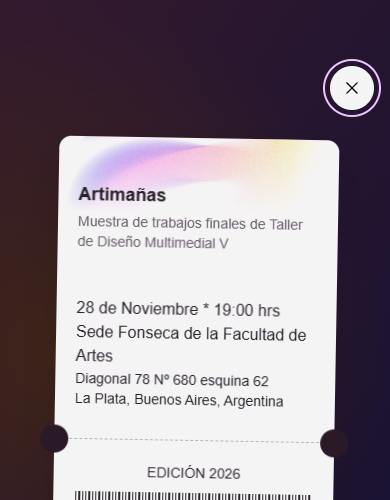 Artimañas
Muestra de trabajos finales de Taller
de Diseño Multimedial V
28 de Noviembre * 19:00 hrs
Sede Fonseca de la Facultad de
Artes
Diagonal 78 Nº 680 esquina 62
La Plata, Buenos Aires, Argentina
EDICIÓN 2026